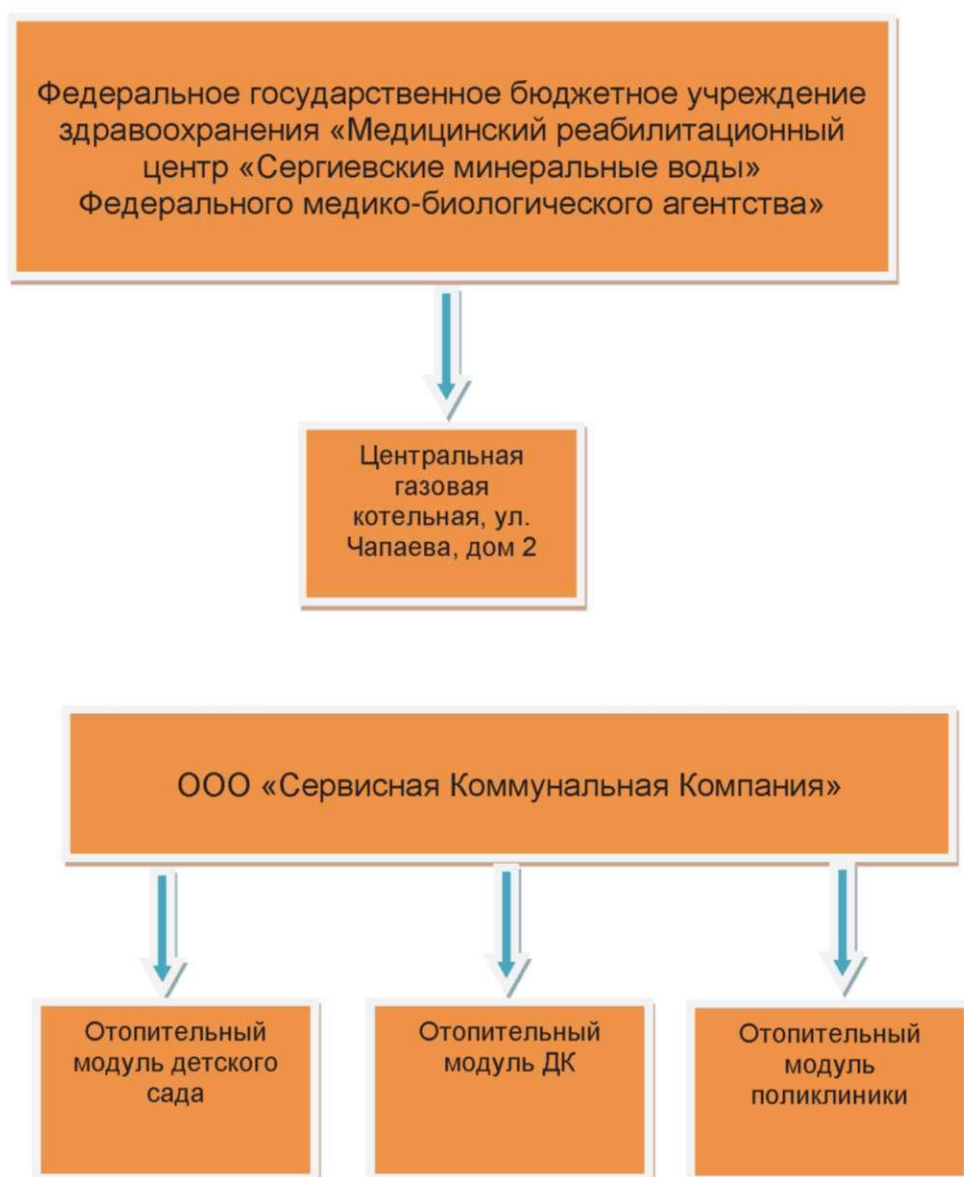 Федеральное государственное бюджетное учреждение
здравоохранения «Медицинский реабилитационный
центр «Сергиевские минеральные воды»
Федерального медико-биологического агентства»
Центральная
газовая
котельная, ул.
Чапаева, дом 2
ООО «Сервисная Коммунальная Компания»
Отопительный
модуль детского
сада
Отопительный
модуль ДК
Отопительный
модуль
поликлиники